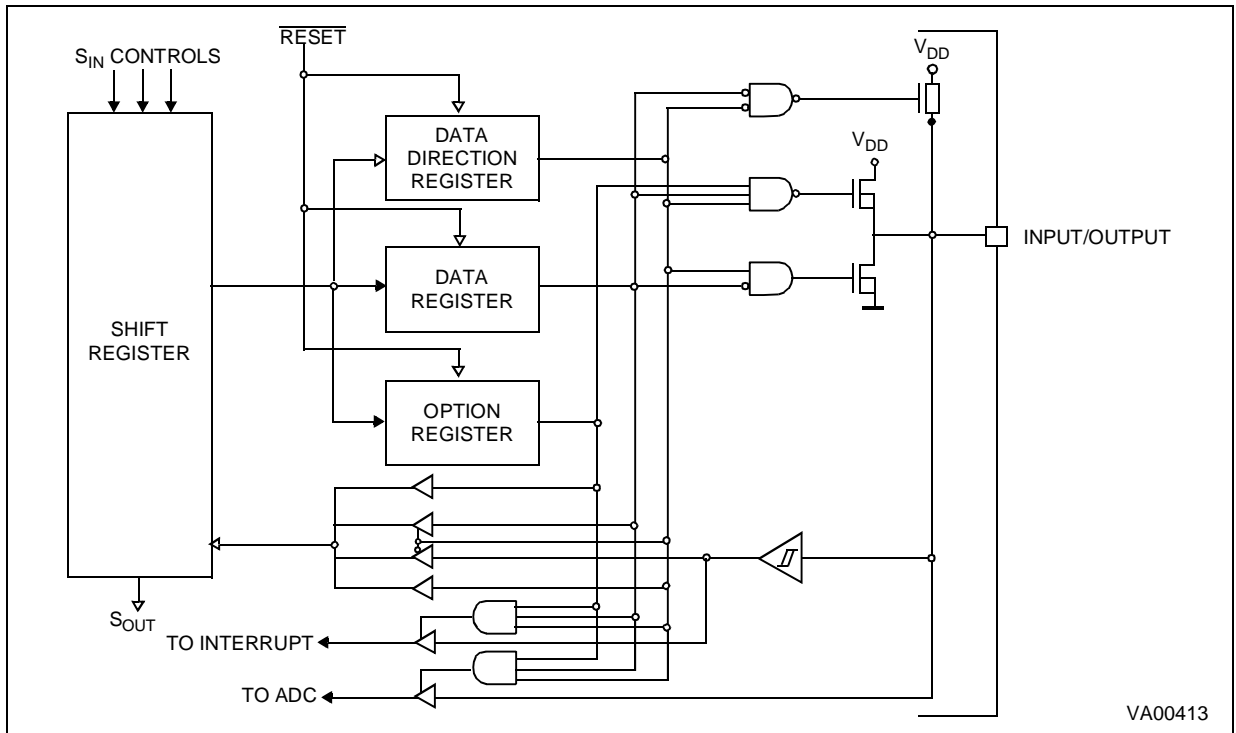 RESET
S_IN CONTROLS
V_DD
DATA
DIRECTION
REGISTER
V_DD
INPUT/OUTPUT
DATA
REGISTER
SHIFT
REGISTER
OPTION
REGISTER
S_OUT
TO INTERRUPT
TO ADC
VA00413